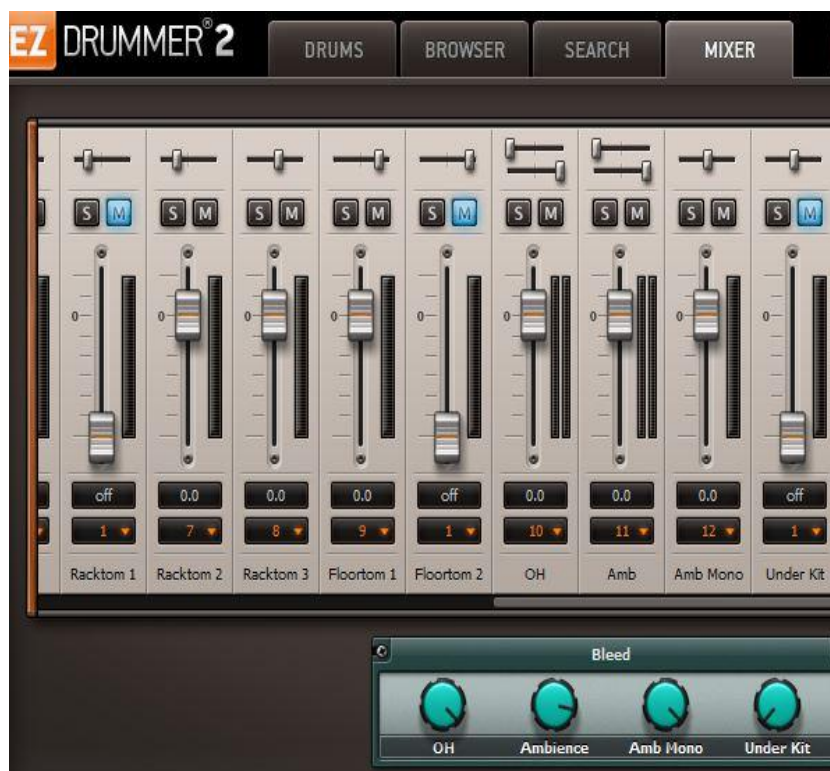 EZ DRUMMER® 2 DRUMS BROWSER SEARCH MIXER
S M S M S M S M S M S M S M S M S M
0 0 0 0 0 0 0 0 0
off 0.0 0.0 0.0 off 0.0 0.0 0.0 off
1 7 8 9 1 10 11 12 1
Racktom 1 Racktom 2 Racktom 3 Floortom 1 Floortom 2 OH Amb Amb Mono Under Kit
Bleed
OH Ambience Amb Mono Under Kit